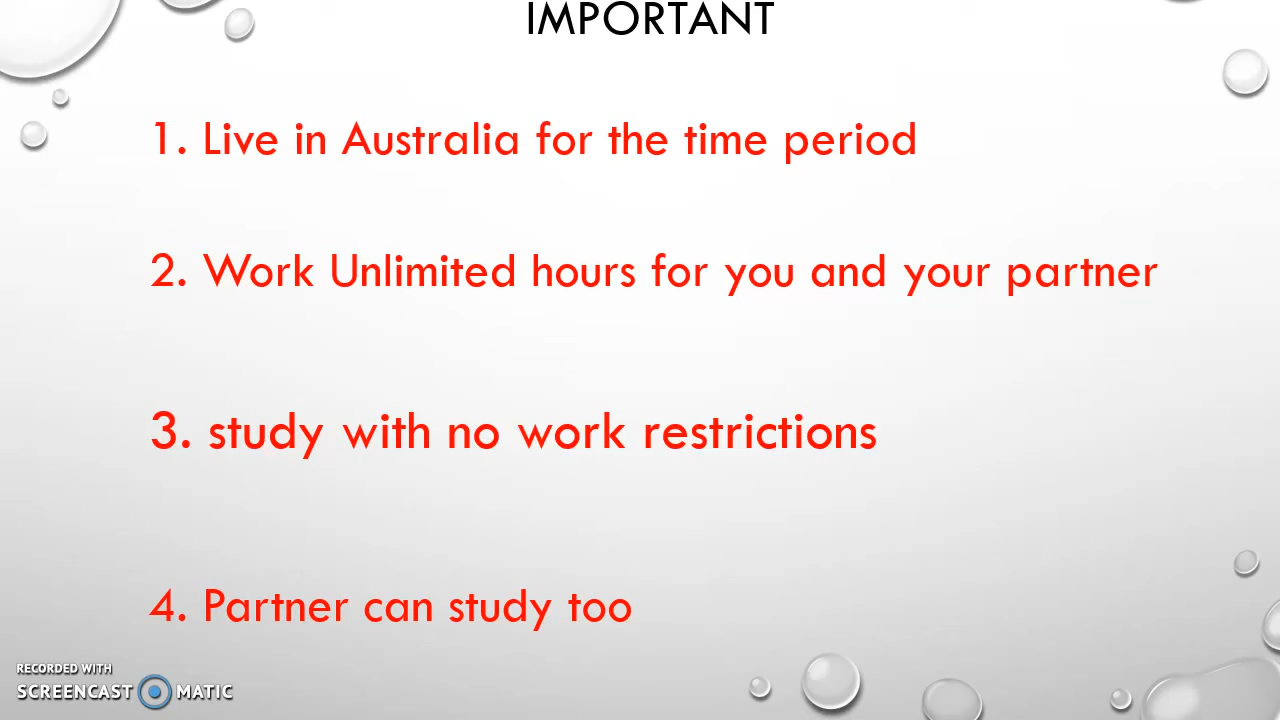 IMPORTANT
1. Live in Australia for the time period
2. Work Unlimited hours for you and your partner
3. study with no work restrictions
4. Partner can study too
RECORDED WITH
SCREENCAST MATIC